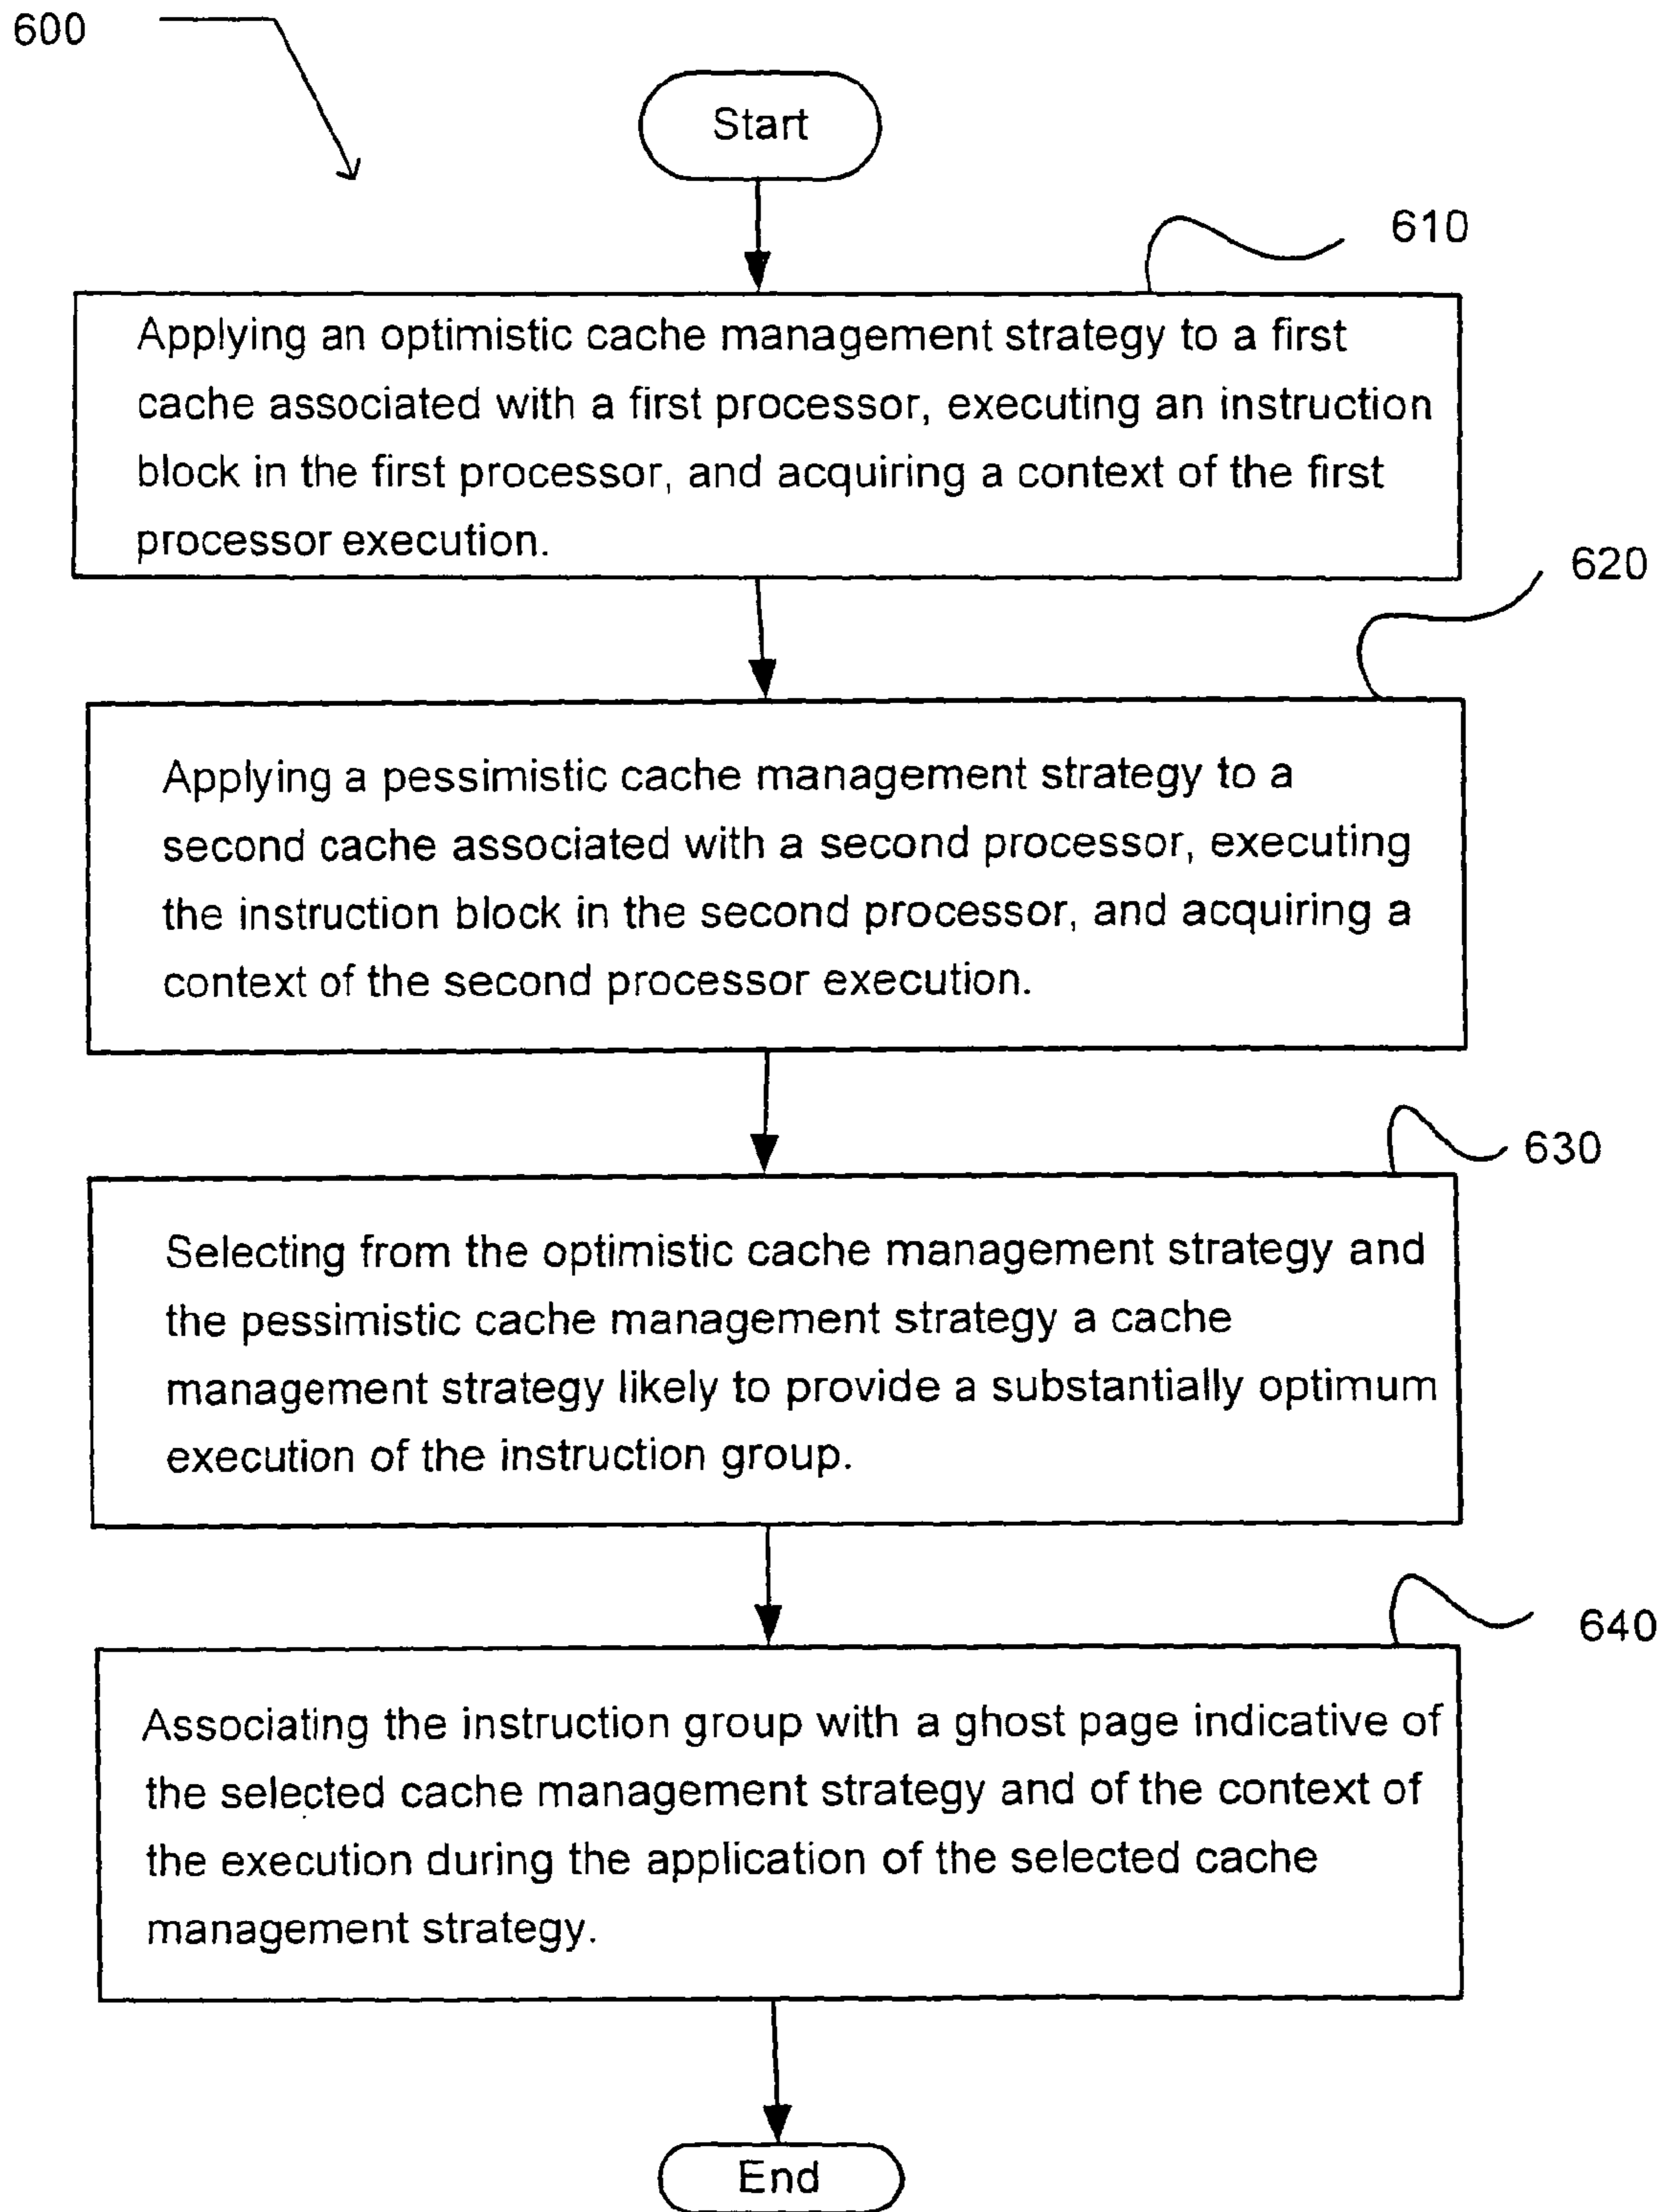 600
Start
610
Applying an optimistic cache management strategy to a first
cache associated with a first processor, executing an instruction
block in the first processor, and acquiring a context of the first
processor execution.
620
Applying a pessimistic cache management strategy to a
second cache associated with a second processor, executing
the instruction block in the second processor, and acquiring a
context of the second processor execution.
630
Selecting from the optimistic cache management strategy and
the pessimistic cache management strategy a cache
management strategy likely to provide a substantially optimum
execution of the instruction group.
640
Associating the instruction group with a ghost page indicative of
the selected cache management strategy and of the context of
the execution during the application of the selected cache
management strategy.
End